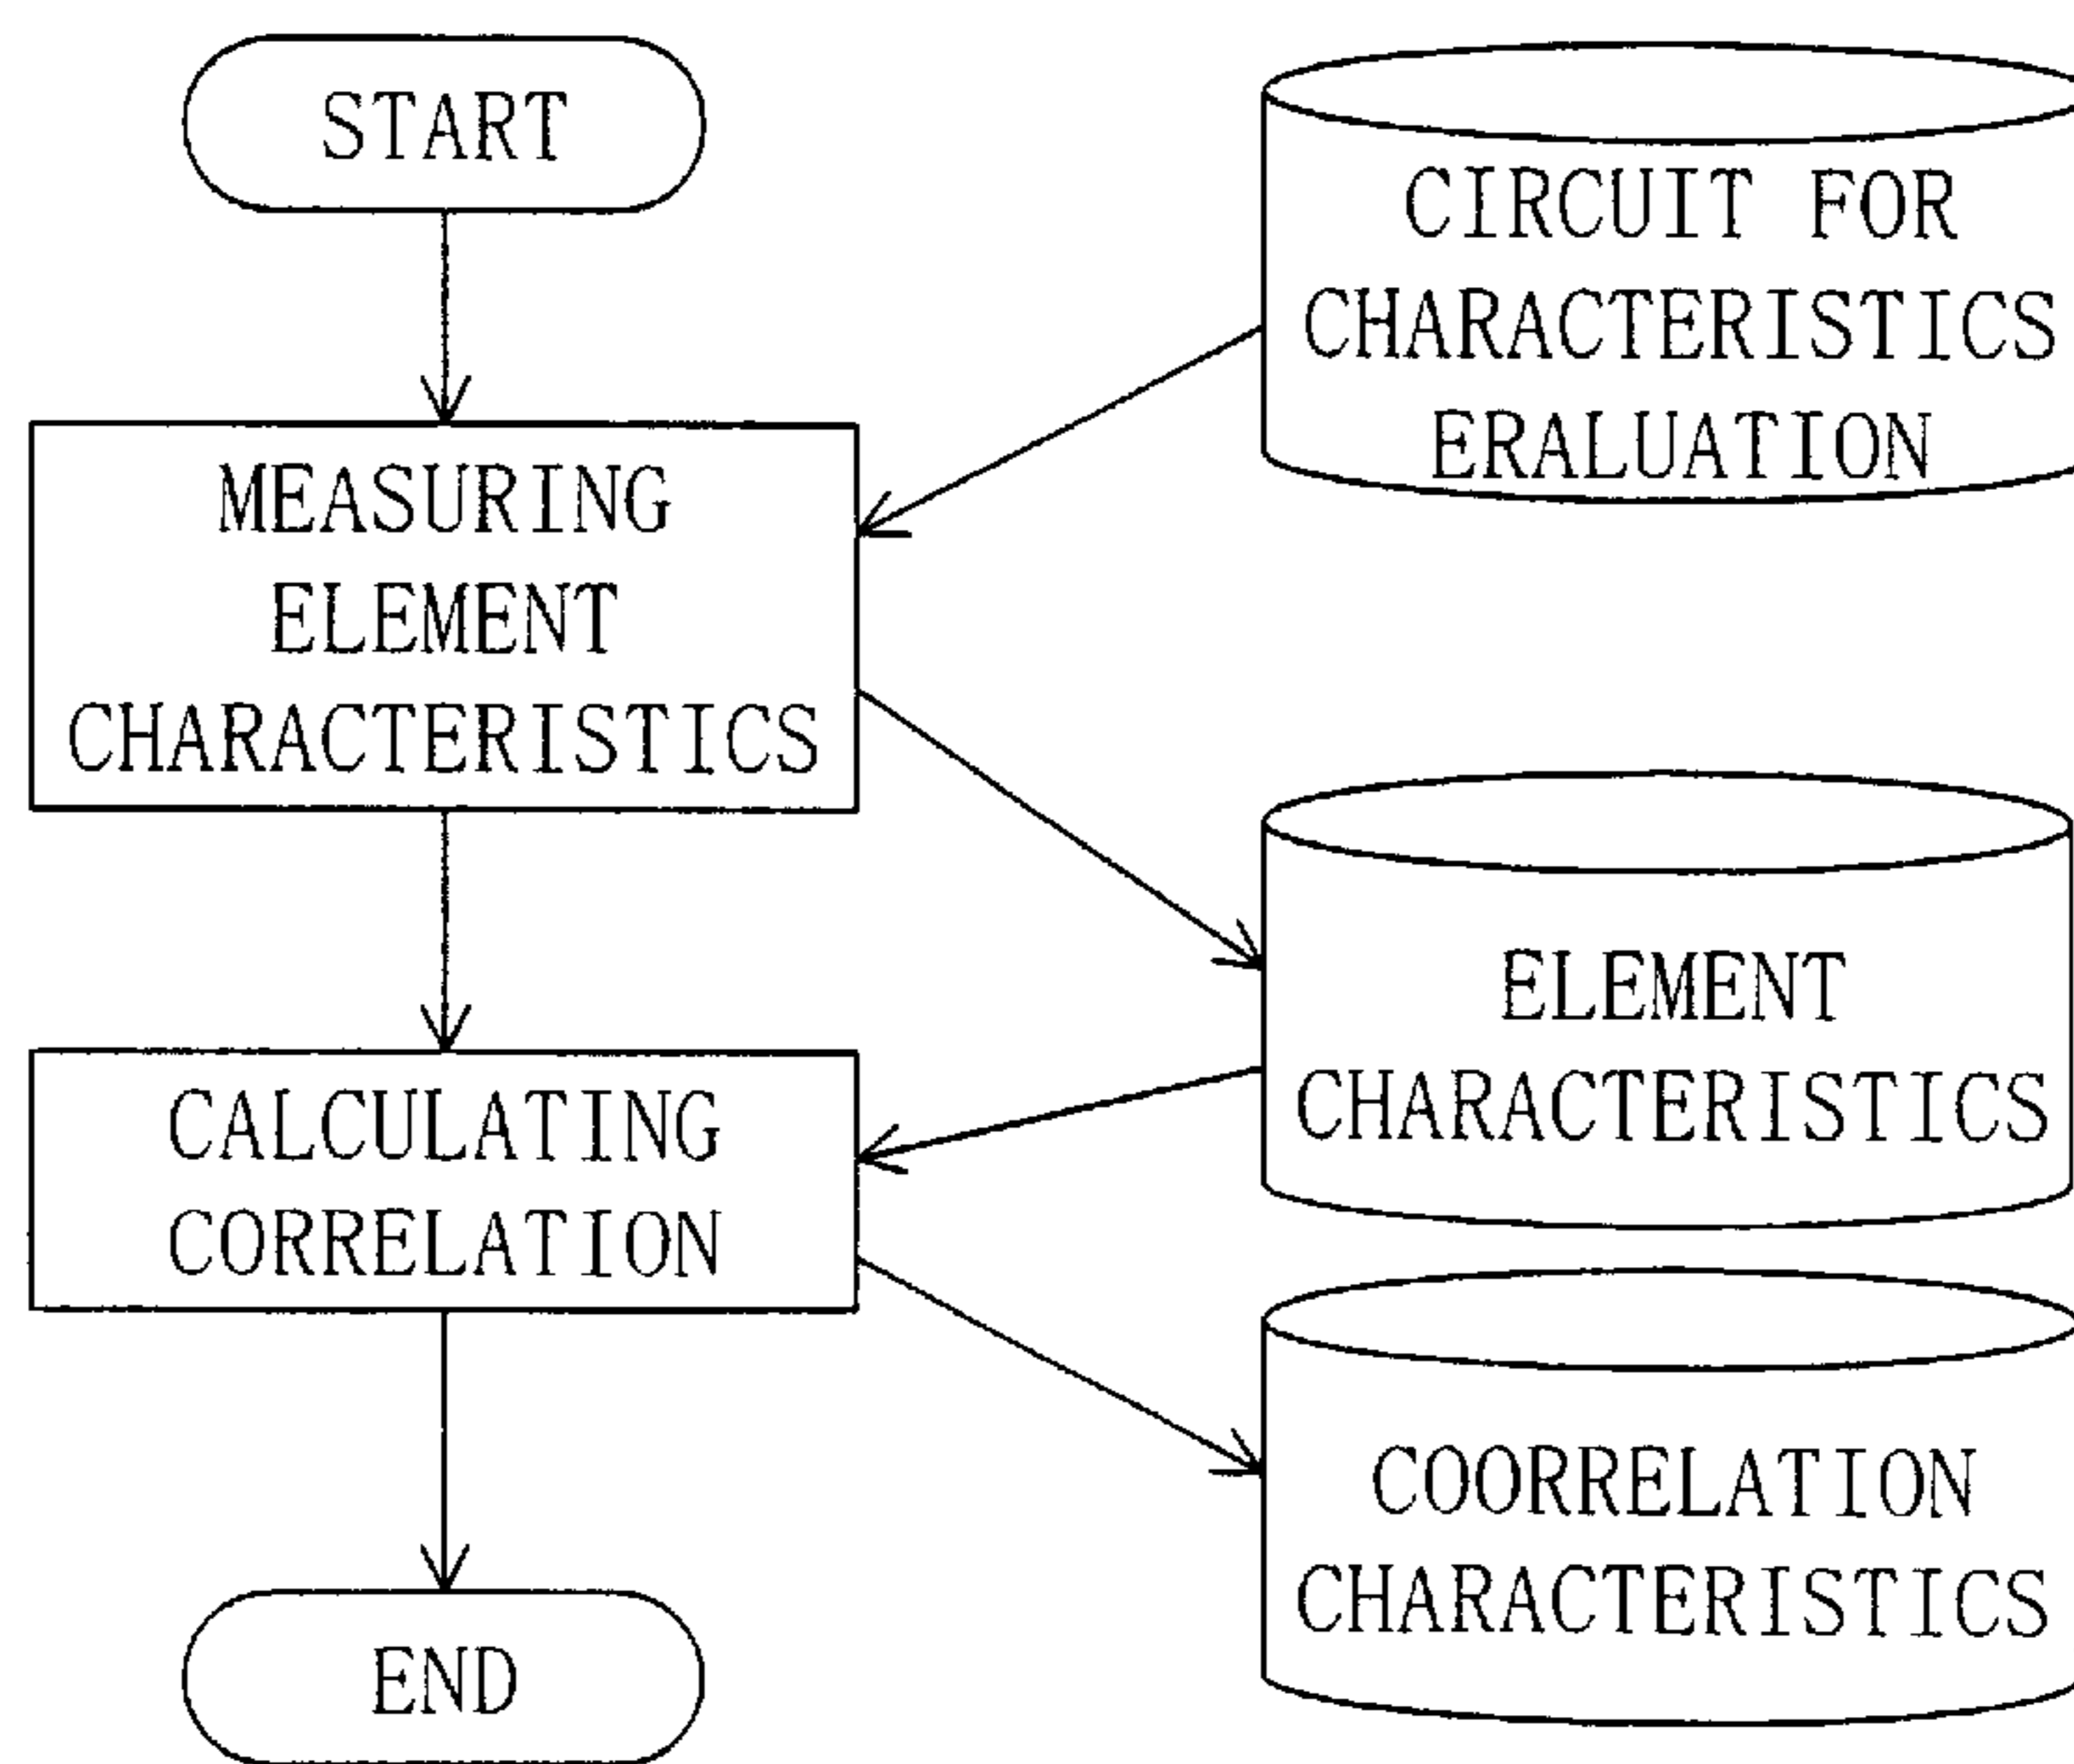 START
CIRCUIT FOR
CHARACTERISTICS
ERALUATION
MEASURING
ELEMENT
CHARACTERISTICS
ELEMENT
CHARACTERISTICS
CALCULATING
CORRELATION
COORRELATION
CHARACTERISTICS
END